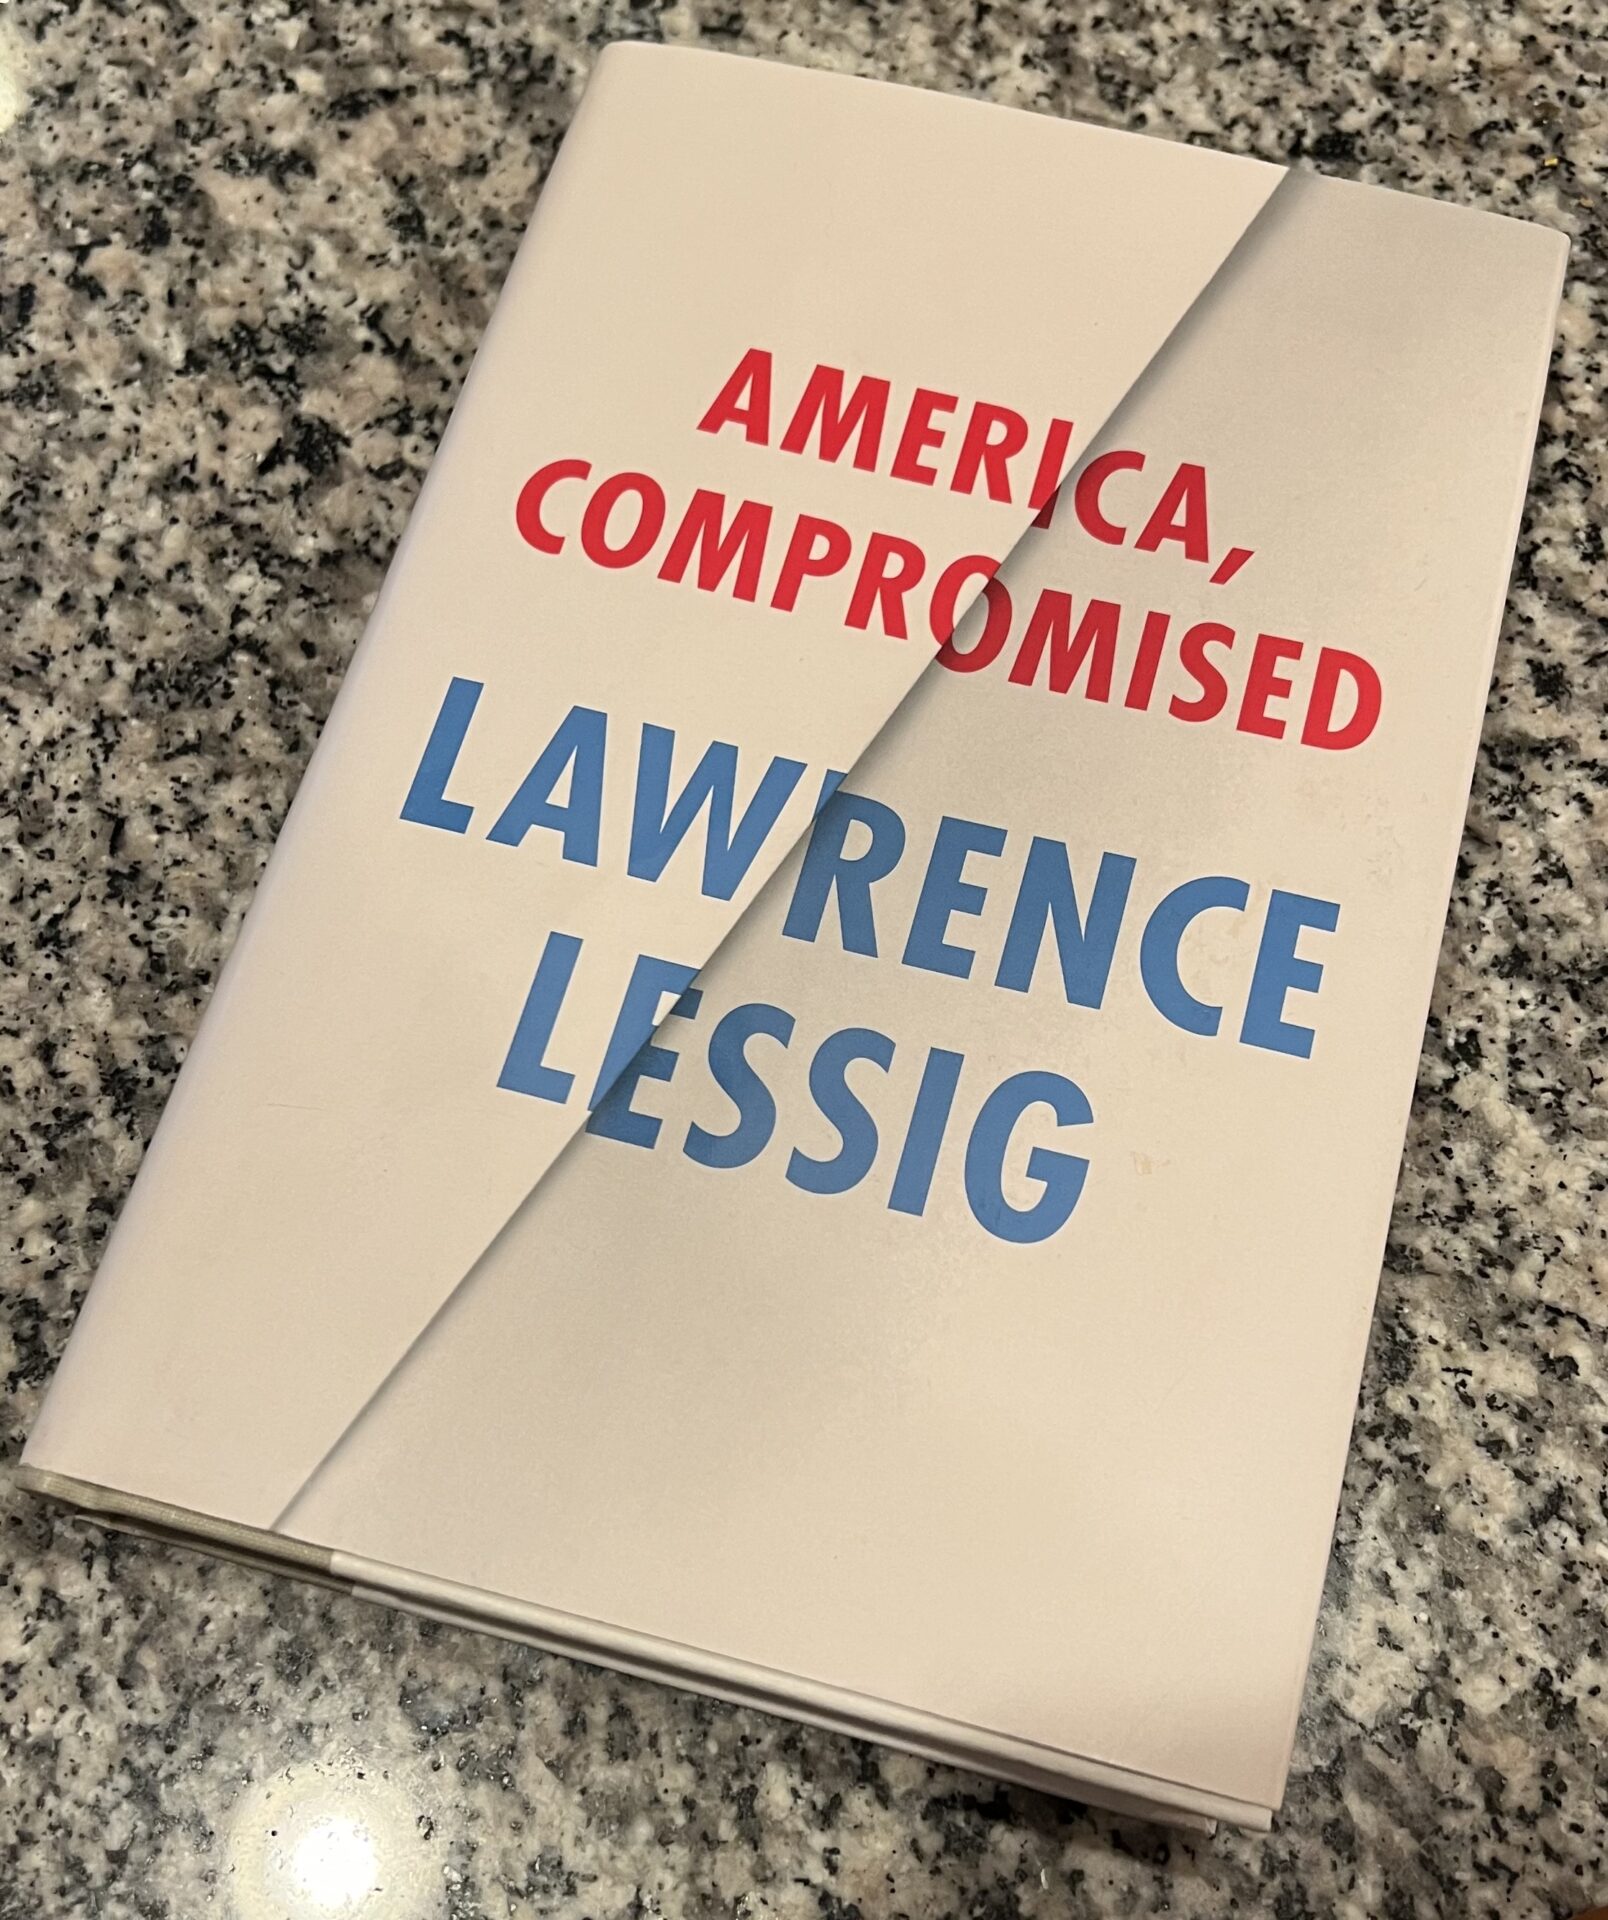 AMERICA,
COMPROMISED
LAWRENCE
LESSIG